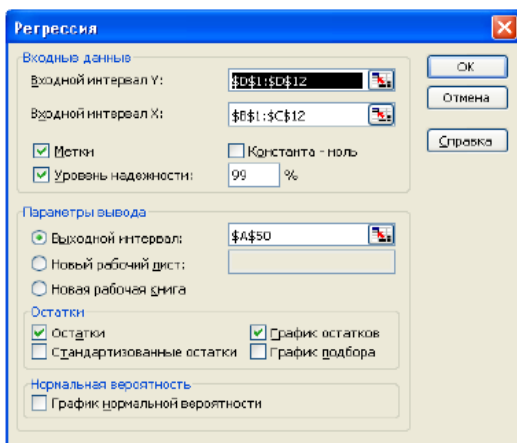 Регрессия
Входные данные
Входной интервал Y:
$D$1:$D$12
Входной интервал X:
$B$1:$C$12
Метки
Константа - ноль
Уровень надежности:
99
%
ОК
Отмена
Справка
Параметры вывода
Выходной интервал:
$A$50
Новый рабочий лист:
Новая рабочая книга
Остатки
Остатки
График остатков
Стандартизованные остатки
График подбора
Нормальная вероятность
График нормальной вероятности